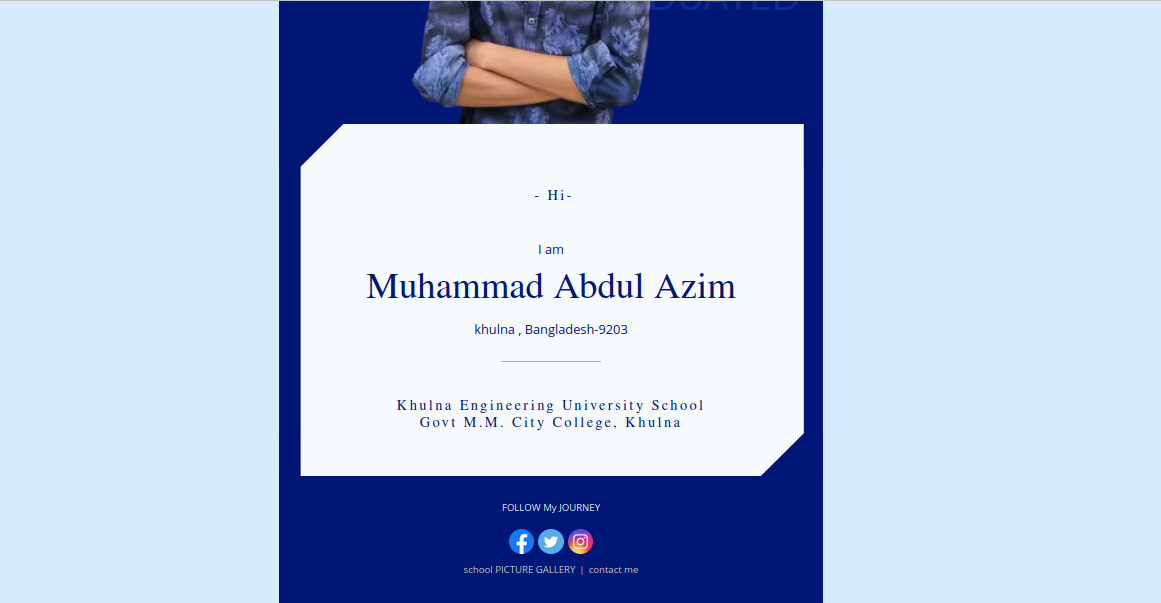 - Hi-
I am
Muhammad Abdul Azim
khulna , Bangladesh-9203
Khulna Engineering University School
Govt M.M. City College, Khulna
FOLLOW My JOURNEY
school PICTURE GALLERY | contact me